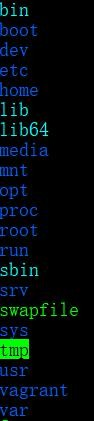 bin
boot
dev
etc
home
lib
lib64
media
mnt
opt
proc
root
run
sbin
srv
swapfile
sys
tmp
usr
vagrant
var